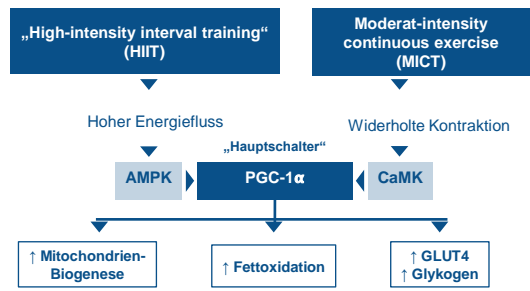 „High-intensity interval training“
(HIIT)
Moderat-intensity
continuous exercise
(MICT)
Hoher Energiefluss
Widerholte Kontraktion
„Hauptschalter“
AMPK
PGC-1α
CaMK
↑ Mitochondrien-
Biogenese
↑ Fettoxidation
↑ GLUT4
↑ Glykogen